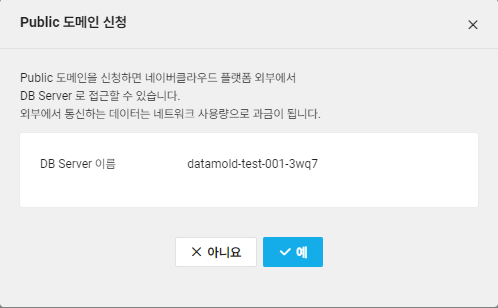 Public 도메인 신청
Public 도메인을 신청하면 네이버클라우드 플랫폼 외부에서
DB Server 로 접근할 수 있습니다.
외부에서 통신하는 데이터는 네트워크 사용량으로 과금이 됩니다.
DB Server 이름 datamold-test-001-3wq7
아니요 예